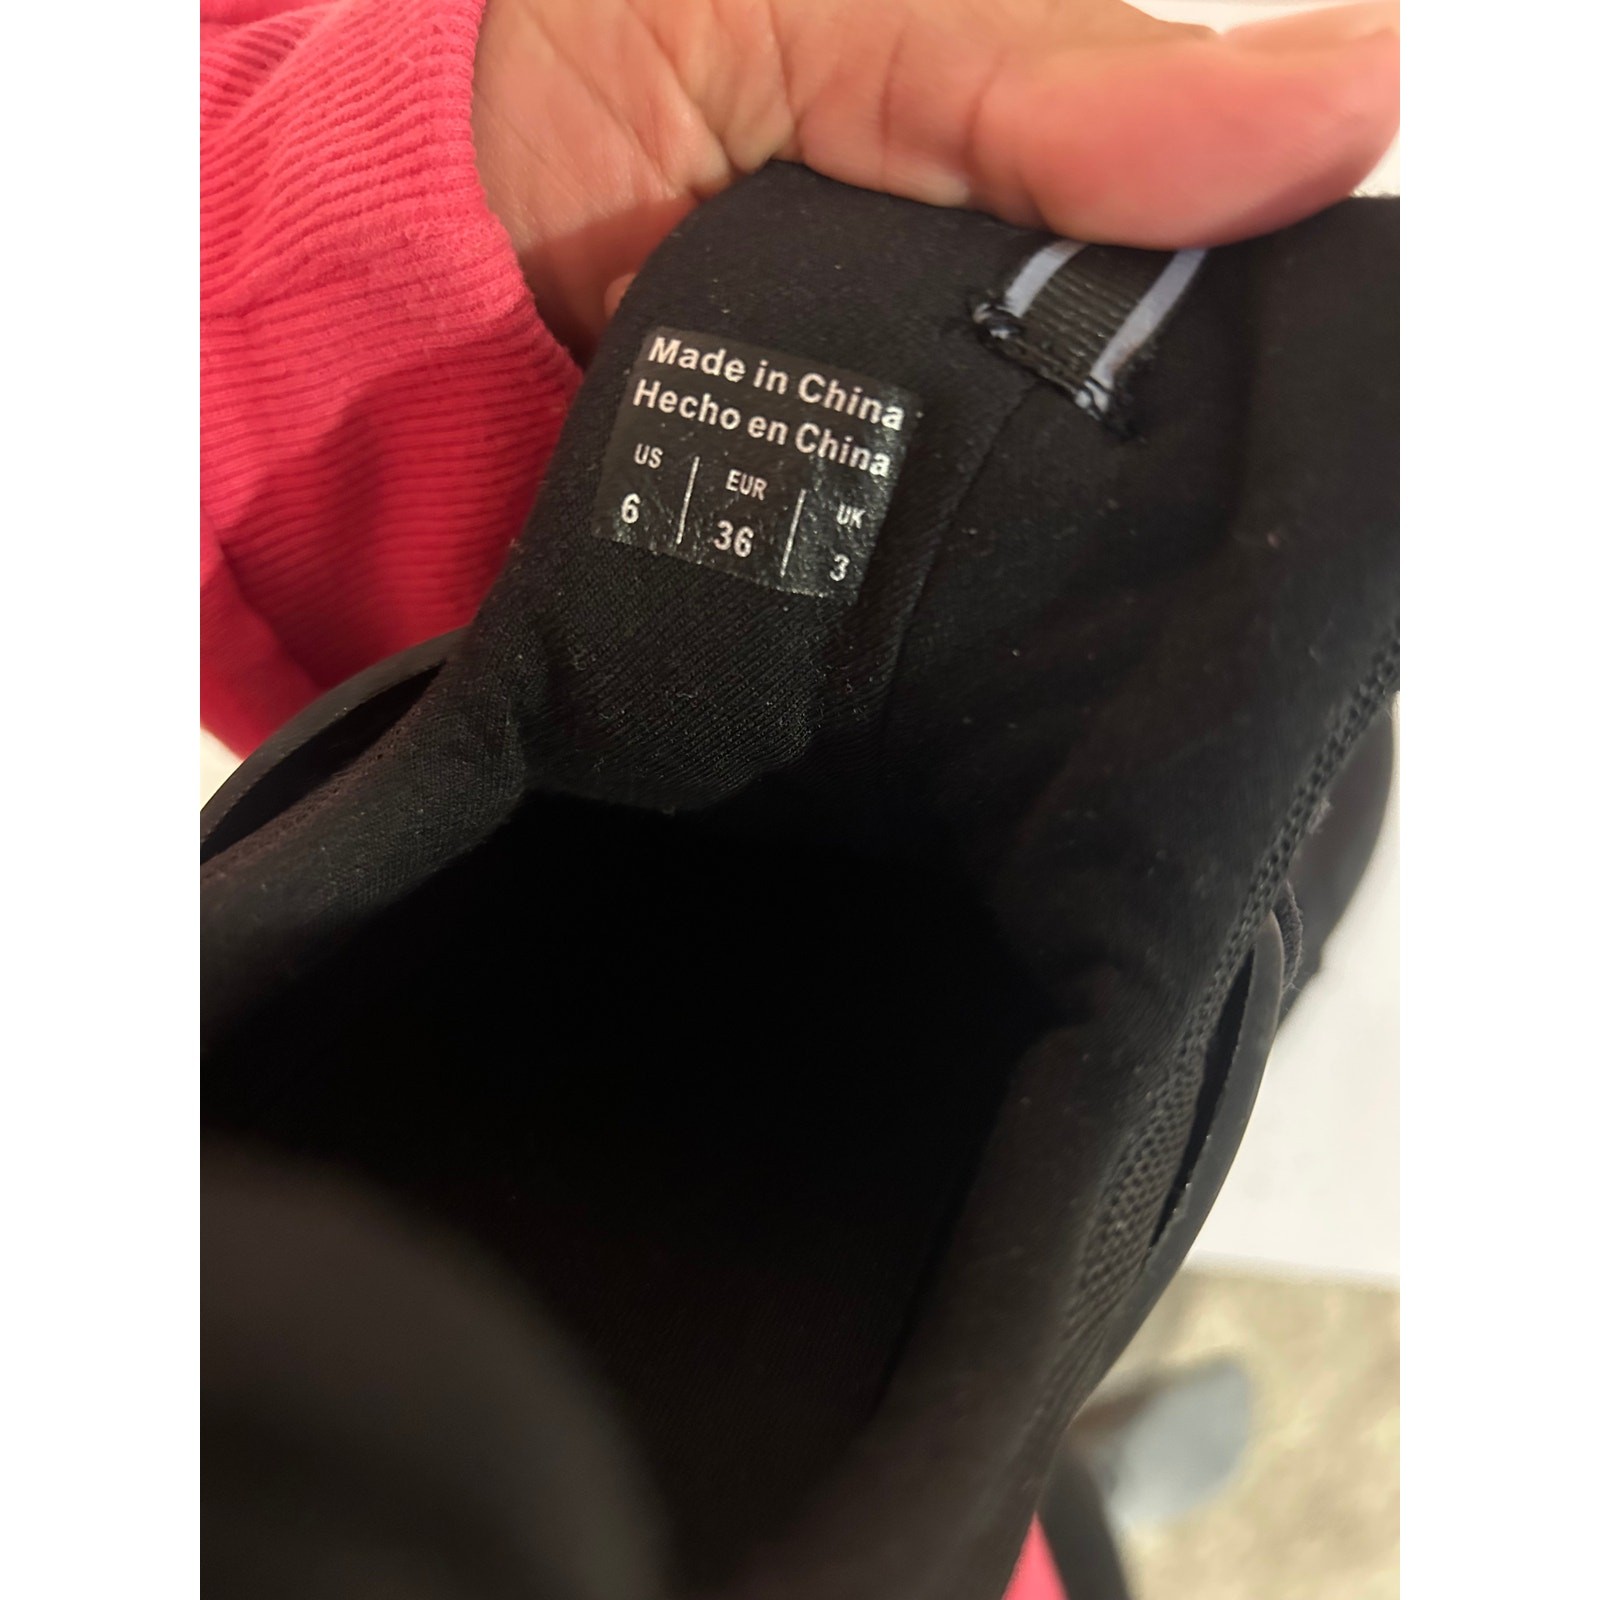 Made in China
Hecho en China
US EUR UK
6 36 3